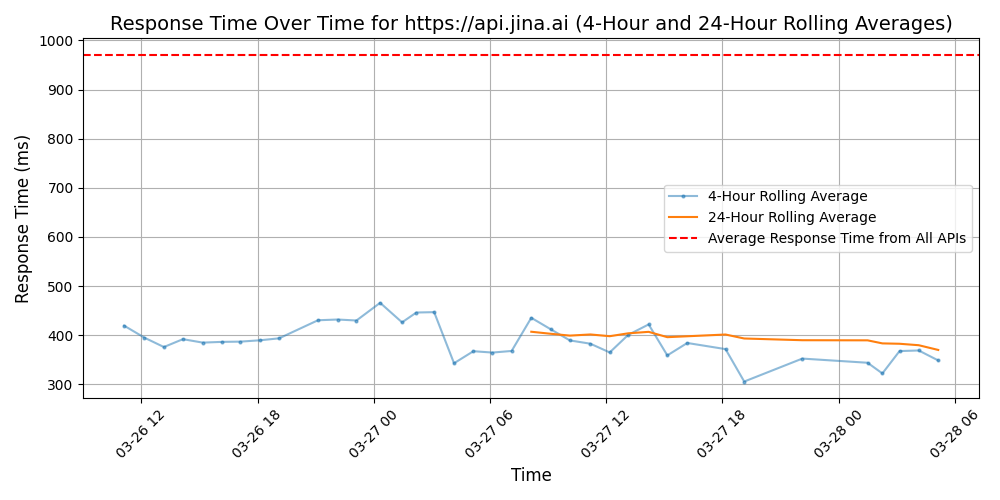 Response Time Over Time for https://api.jina.ai (4-Hour and 24-Hour Rolling Averages)
Response Time (ms)
1000
900
800
700
600
500
400
300
4-Hour Rolling Average
24-Hour Rolling Average
Average Response Time from All APIs
03-26 12
03-26 18
03-27 00
03-27 06
03-27 12
03-27 18
03-28 00
03-28 06
Time